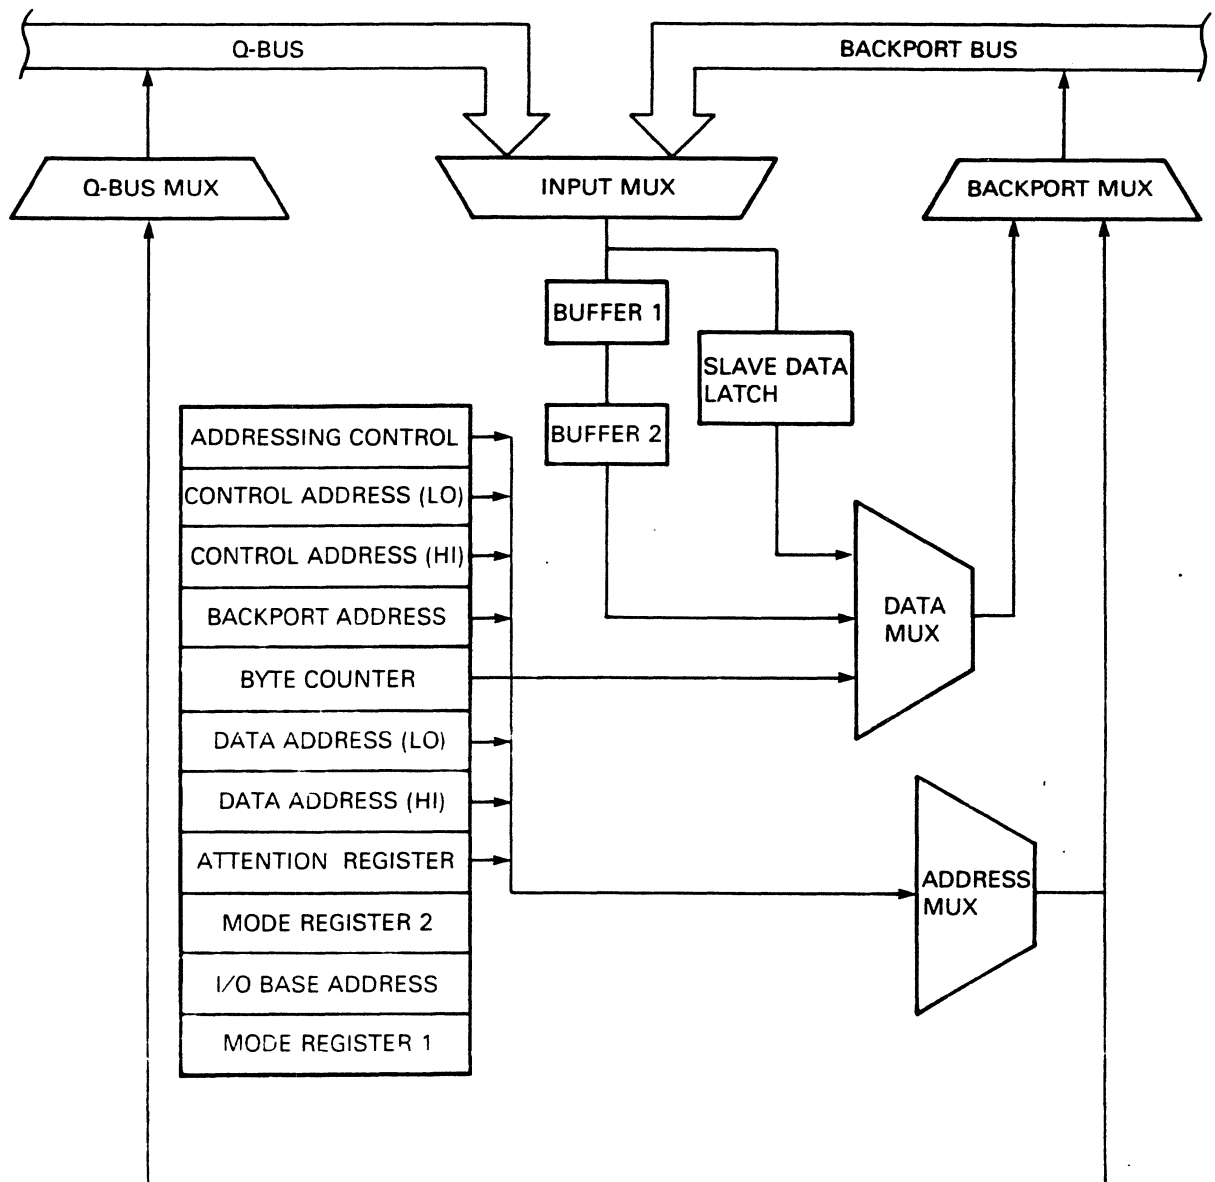 Q-BUS
BACKPORT BUS
Q-BUS MUX
INPUT MUX
BACKPORT MUX
BUFFER 1
SLAVE DATA
LATCH
BUFFER 2
ADDRESSING CONTROL
CONTROL ADDRESS (LO)
CONTROL ADDRESS (HI)
BACKPORT ADDRESS
BYTE COUNTER
DATA ADDRESS (LO)
DATA ADDRESS (HI)
ATTENTION REGISTER
MODE REGISTER 2
I/O BASE ADDRESS
MODE REGISTER 1
DATA
MUX
ADDRESS
MUX